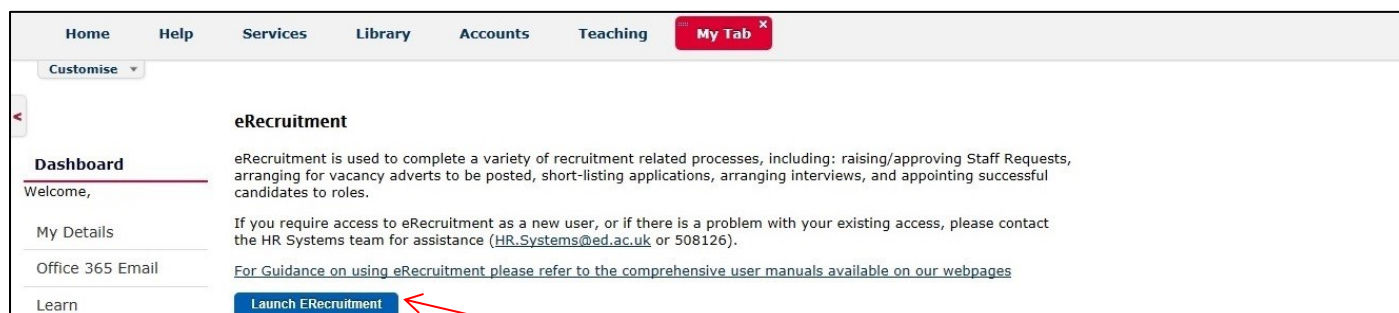 Home Help Services Library Accounts Teaching My Tab
Customise
eRecruitment
Dashboard
Welcome,
My Details
Office 365 Email
Learn
eRecruitment is used to complete a variety of recruitment related processes, including: raising/approving Staff Requests,
arranging for vacancy adverts to be posted, short-listing applications, arranging interviews, and appointing successful
candidates to roles.
If you require access to eRecruitment as a new user, or if there is a problem with your existing access, please contact
the HR Systems team for assistance (HR.Systems@ed.ac.uk or 508126).
For Guidance on using eRecruitment please refer to the comprehensive user manuals available on our webpages
Launch ERecruitment